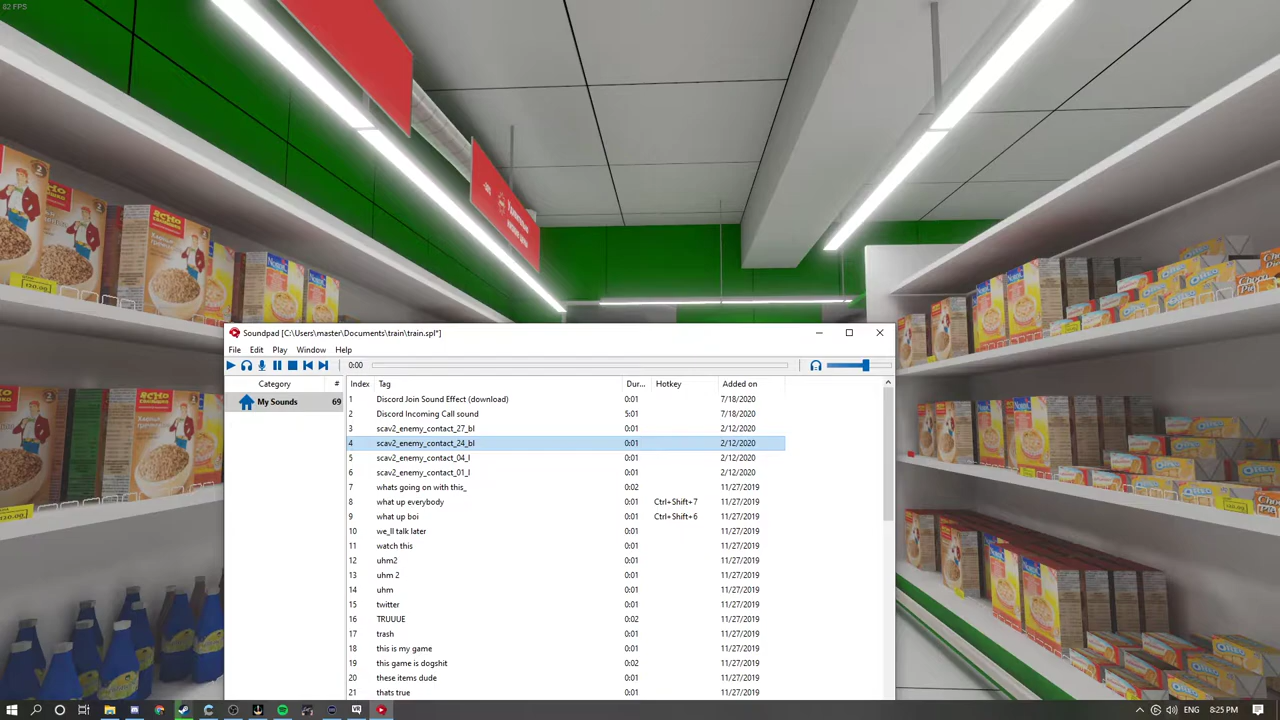 62 FPS
Soundpad [C:\Users\master\Documents\train\train.spl*]
File Edit Play Window Help
0:00
Category #
My Sounds 69
Index Tag Dur... Hotkey Added on
1 Discord Join Sound Effect (download) 0:01 7/18/2020
2 Discord Incoming Call sound 5:01 7/18/2020
3 scav2_enemy_contact_27_bl 0:01 2/12/2020
4 scav2_enemy_contact_24_bl 0:01 2/12/2020
5 scav2_enemy_contact_04_l 0:01 2/12/2020
6 scav2_enemy_contact_01_l 0:01 2/12/2020
7 whats going on with this_ 0:02 11/27/2019
8 what up everybody 0:01 Ctrl+Shift+7 11/27/2019
9 what up boi 0:01 Ctrl+Shift+6 11/27/2019
10 we_ll talk later 0:01 11/27/2019
11 watch this 0:01 11/27/2019
12 uhm2 0:01 11/27/2019
13 uhm 2 0:01 11/27/2019
14 uhm 0:01 11/27/2019
15 twitter 0:01 11/27/2019
16 TRUUUE 0:02 11/27/2019
17 trash 0:01 11/27/2019
18 this is my game 0:01 11/27/2019
19 this game is dogshit 0:02 11/27/2019
20 these items dude 0:01 11/27/2019
21 thats true 0:01 11/27/2019
ENG 8:25 PM
OREO
OREO
OREO